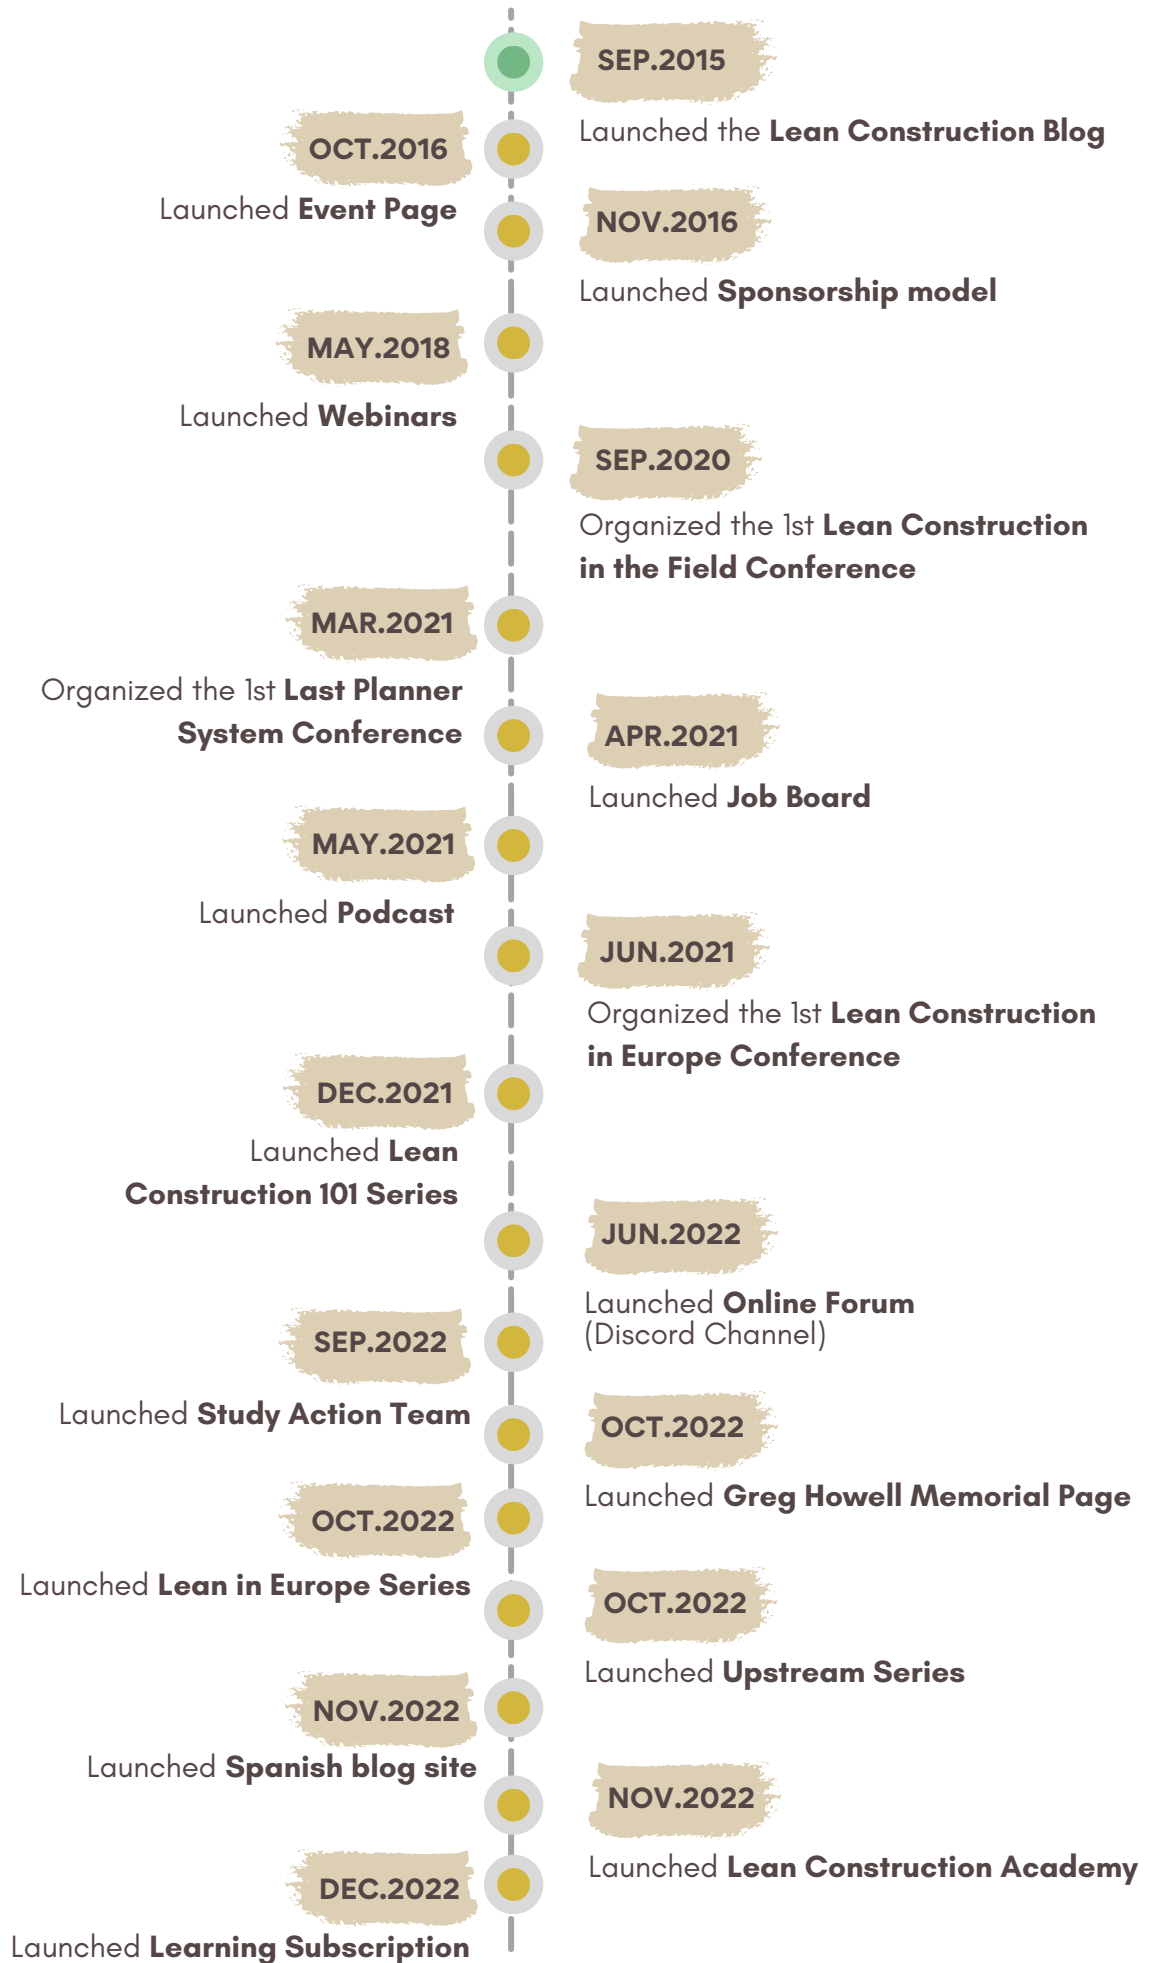 SEP.2015
Launched the Lean Construction Blog
OCT.2016
Launched Event Page
NOV.2016
Launched Sponsorship model
MAY.2018
Launched Webinars
SEP.2020
Organized the 1st Lean Construction
in the Field Conference
MAR.2021
Organized the 1st Last Planner
System Conference
APR.2021
Launched Job Board
MAY.2021
Launched Podcast
JUN.2021
Organized the 1st Lean Construction
in Europe Conference
DEC.2021
Launched Lean
Construction 101 Series
JUN.2022
Launched Online Forum
(Discord Channel)
SEP.2022
Launched Study Action Team
OCT.2022
Launched Greg Howell Memorial Page
OCT.2022
Launched Lean in Europe Series
OCT.2022
Launched Upstream Series
NOV.2022
Launched Spanish blog site
NOV.2022
Launched Lean Construction Academy
DEC.2022
Launched Learning Subscription